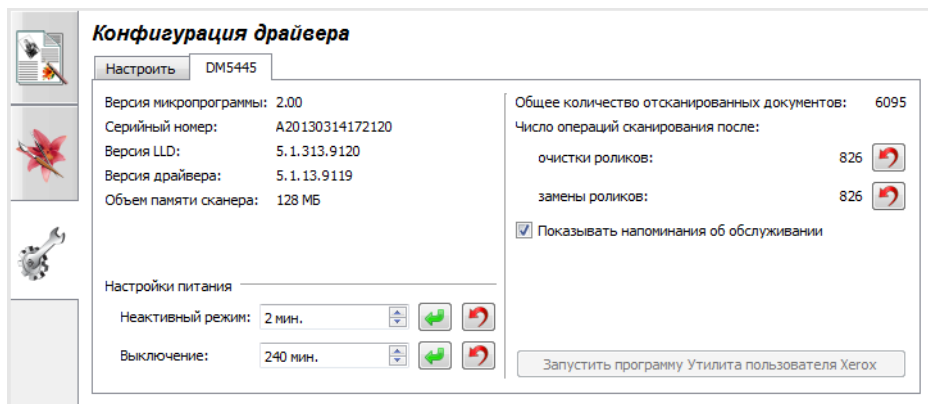 Конфигурация драйвера
Настроить DM5445
Версия микропрограммы: 2.00
Серийный номер: A20130314172120
Версия LLD: 5.1.313.9120
Версия драйвера: 5.1.13.9119
Объем памяти сканера: 128 МБ
Настройки питания
Неактивный режим: 2 мин.
Выключение: 240 мин.
Общее количество отсканированных документов: 6095
Число операций сканирования после:
очистки роликов: 826
замены роликов: 826
Показывать напоминания об обслуживании
Запустить программу Утилита пользователя Xerox